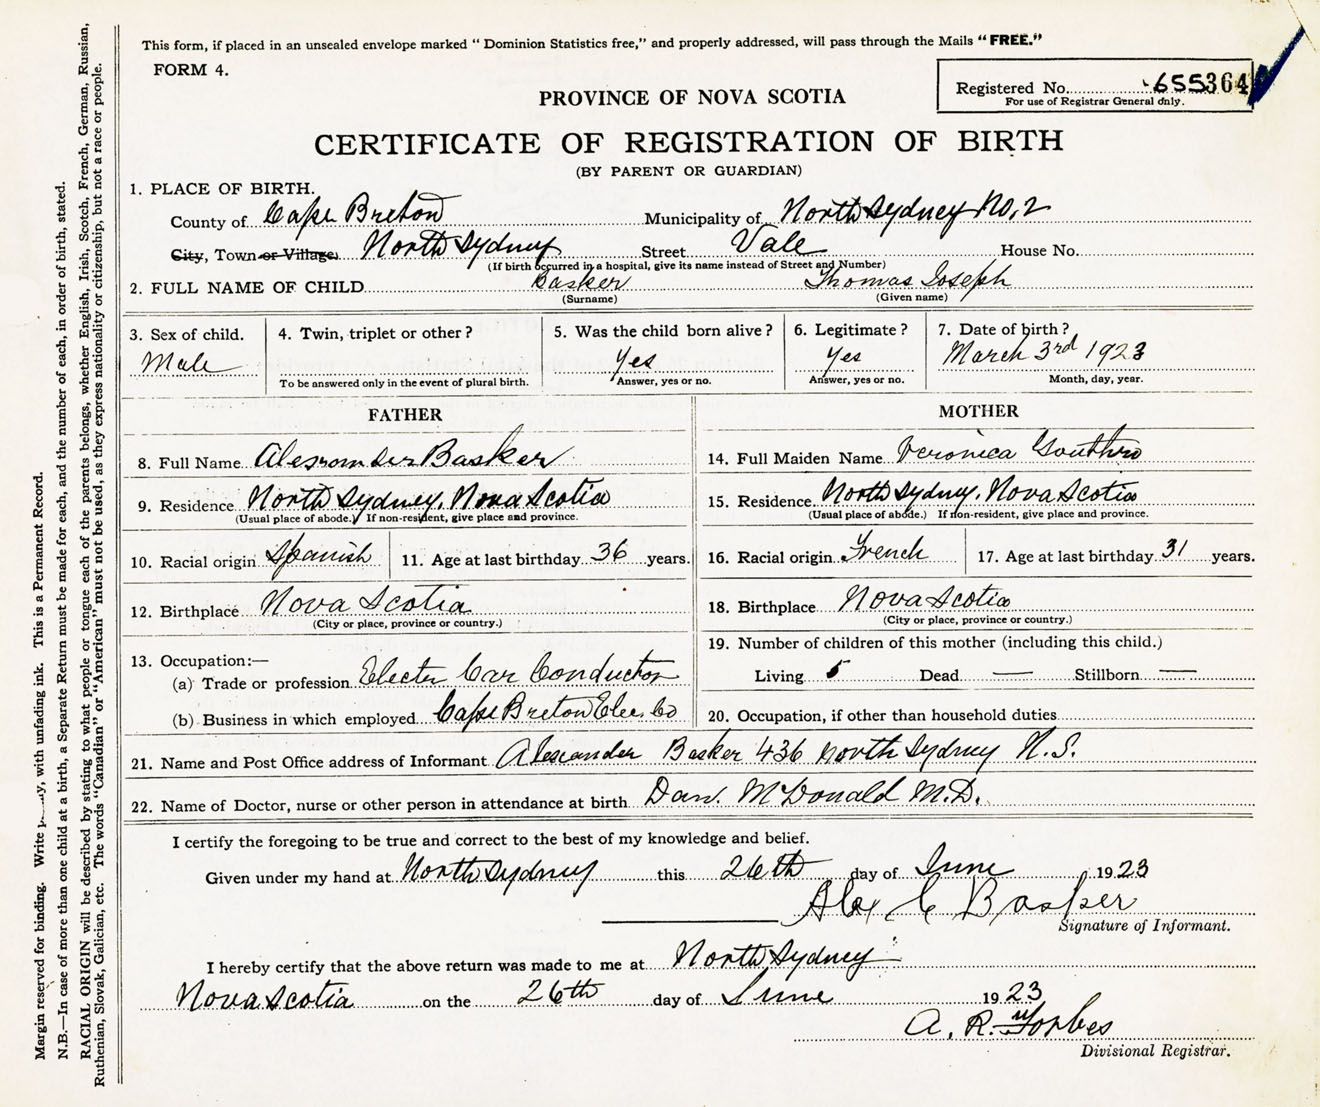 This form, if placed in an unsealed envelope marked " Dominion Statistics free," and properly addressed, will pass through the Mails " FREE."
FORM 4.
Registered No. 655364
For use of Registrar General only.
PROVINCE OF NOVA SCOTIA
CERTIFICATE OF REGISTRATION OF BIRTH
(BY PARENT OR GUARDIAN)
1. PLACE OF BIRTH.
County of Cape Breton Municipality of North Sydney No, 2
City, Town or Village North Sydney Street Vale House No.
(If birth occurred in a hospital, give its name instead of Street and Number)
2. FULL NAME OF CHILD Basker Thomas Joseph
(Surname) (Given name)
3. Sex of child. 4. Twin, triplet or other ? 5. Was the child born alive ? 6. Legitimate ? 7. Date of birth ?
Male Yes Yes March 3rd 1923
To be answered only in the event of plural birth. Answer, yes or no. Answer, yes or no. Month, day, year.
FATHER MOTHER
8. Full Name Alexander Basker
14. Full Maiden Name Veronica
9. Residence North Sydney, Nova Scotia
(Usual place of abode.) If non-resident, give place and province.
15. Residence North Sydney, Nova Scotia
(Usual place of abode.) If non-resident, give place and province.
10. Racial origin Spanish 11. Age at last birthday 36 years.
16. Racial origin French 17. Age at last birthday 31 years.
12. Birthplace Nova Scotia
(City or place, province or country.)
18. Birthplace Nova Scotia
(City or place, province or country.)
13. Occupation:—
(a) Trade or profession Car Conductor
(b) Business in which employed Cape Breton Elec. Co
19. Number of children of this mother (including this child.)
Living 5 Dead — Stillborn —
20. Occupation, if other than household duties
21. Name and Post Office address of Informant Alexander Basker 436 North Sydney N.S.
22. Name of Doctor, nurse or other person in attendance at birth Dan. McDonald M.D.
I certify the foregoing to be true and correct to the best of my knowledge and belief.
Given under my hand at North Sydney this 26th day of June 1923
Alex C Basker
Signature of Informant.
I hereby certify that the above return was made to me at North Sydney
Nova Scotia on the 26th day of June 1923
A. R. Forbes
Divisional Registrar.
Margin reserved for binding. Write with unfading ink. This is a Permanent Record.
N.B.—In case of more than one child at a birth, a Separate Return must be made for each, and the number of each, in order of birth, stated.
RACIAL ORIGIN will be described by stating to what people or tongue each of the parents belongs, whether English, Irish, Scotch, French, German, Russian,
Ruthenian, Slovak, Galician, etc. The words "Canadian" or "American" must not be used, as they express nationality or citizenship, but not a race or people.